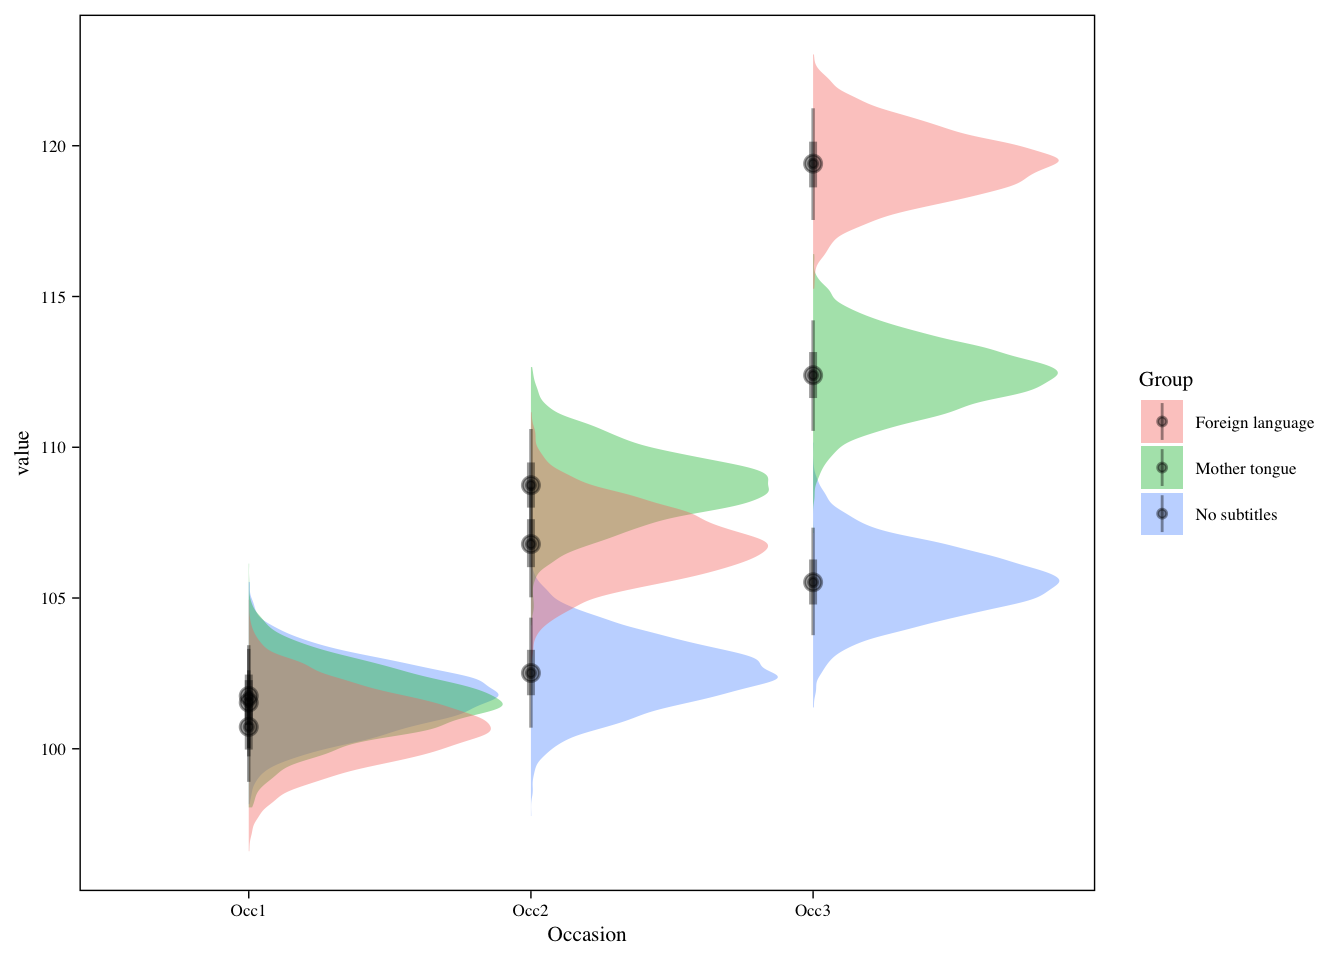 120
115
110
105
100
value
Occ1
Occ2
Occ3
Occasion
Group
Foreign language
Mother tongue
No subtitles